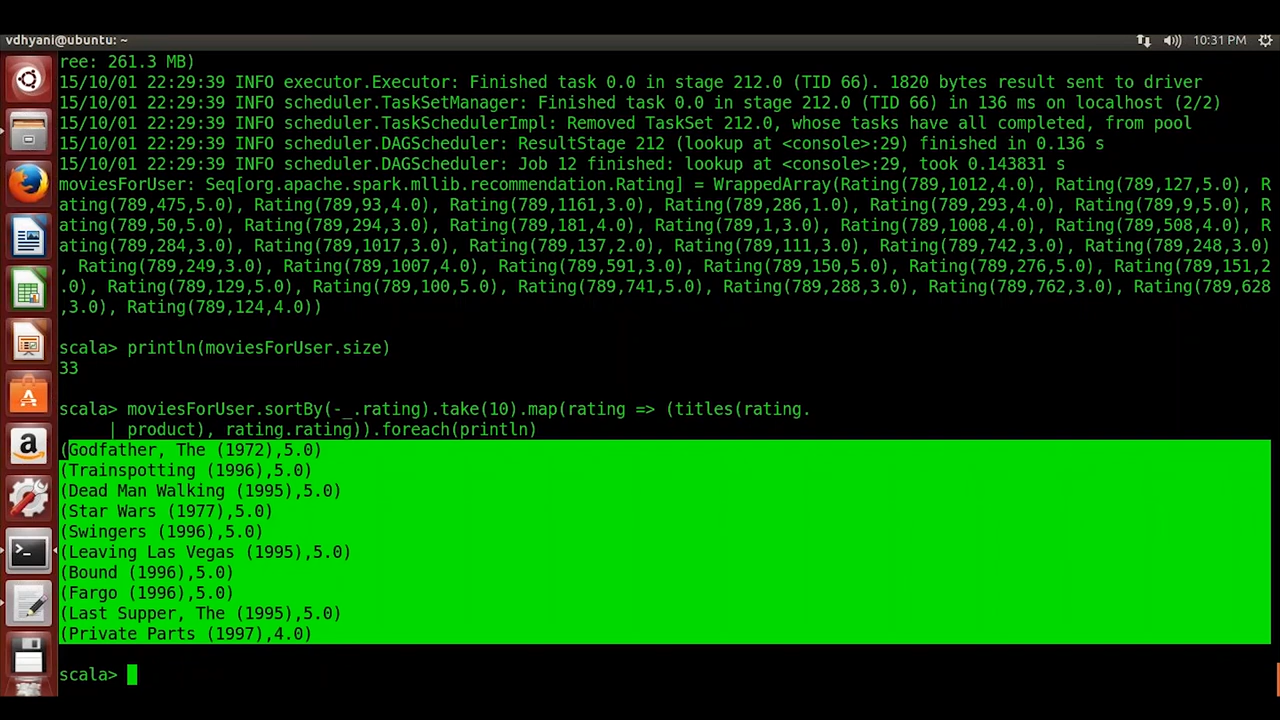 vdhyani@ubuntu: ~
10:31 PM
ree: 261.3 MB)
15/10/01 22:29:39 INFO executor.Executor: Finished task 0.0 in stage 212.0 (TID 66). 1820 bytes result sent to driver
15/10/01 22:29:39 INFO scheduler.TaskSetManager: Finished task 0.0 in stage 212.0 (TID 66) in 136 ms on localhost (2/2)
15/10/01 22:29:39 INFO scheduler.TaskSchedulerImpl: Removed TaskSet 212.0, whose tasks have all completed, from pool
15/10/01 22:29:39 INFO scheduler.DAGScheduler: ResultStage 212 (lookup at <console>:29) finished in 0.136 s
15/10/01 22:29:39 INFO scheduler.DAGScheduler: Job 12 finished: lookup at <console>:29, took 0.143831 s
moviesForUser: Seq[org.apache.spark.mllib.recommendation.Rating] = WrappedArray(Rating(789,1012,4.0), Rating(789,127,5.0), R
ating(789,475,5.0), Rating(789,93,4.0), Rating(789,1161,3.0), Rating(789,286,1.0), Rating(789,293,4.0), Rating(789,9,5.0), R
ating(789,50,5.0), Rating(789,294,3.0), Rating(789,181,4.0), Rating(789,1,3.0), Rating(789,1008,4.0), Rating(789,508,4.0), R
ating(789,284,3.0), Rating(789,1017,3.0), Rating(789,137,2.0), Rating(789,111,3.0), Rating(789,742,3.0), Rating(789,248,3.0)
, Rating(789,249,3.0), Rating(789,1007,4.0), Rating(789,591,3.0), Rating(789,150,5.0), Rating(789,276,5.0), Rating(789,151,2
.0), Rating(789,129,5.0), Rating(789,100,5.0), Rating(789,741,5.0), Rating(789,288,3.0), Rating(789,762,3.0), Rating(789,628
,3.0), Rating(789,124,4.0))
scala> println(moviesForUser.size)
33
scala> moviesForUser.sortBy(-_.rating).take(10).map(rating => (titles(rating.
| product), rating.rating)).foreach(println)
(Godfather, The (1972),5.0)
(Trainspotting (1996),5.0)
(Dead Man Walking (1995),5.0)
(Star Wars (1977),5.0)
(Swingers (1996),5.0)
(Leaving Las Vegas (1995),5.0)
(Bound (1996),5.0)
(Fargo (1996),5.0)
(Last Supper, The (1995),5.0)
(Private Parts (1997),4.0)
scala>